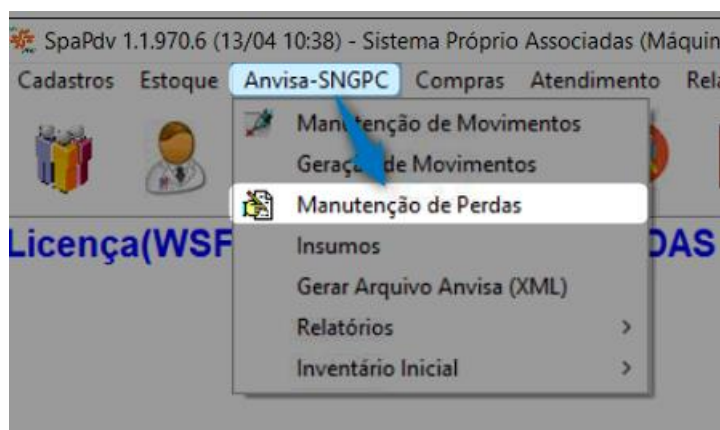 SpaPdv 1.1.970.6 (13/04 10:38) - Sistema Próprio Associadas (Máquin
Cadastros Estoque Anvisa-SNGPC Compras Atendimento Rela
Manutenção de Movimentos
Geração de Movimentos
Manutenção de Perdas
Licença(WSF DAS
Insumos
Gerar Arquivo Anvisa (XML)
Relatórios >
Inventário Inicial >